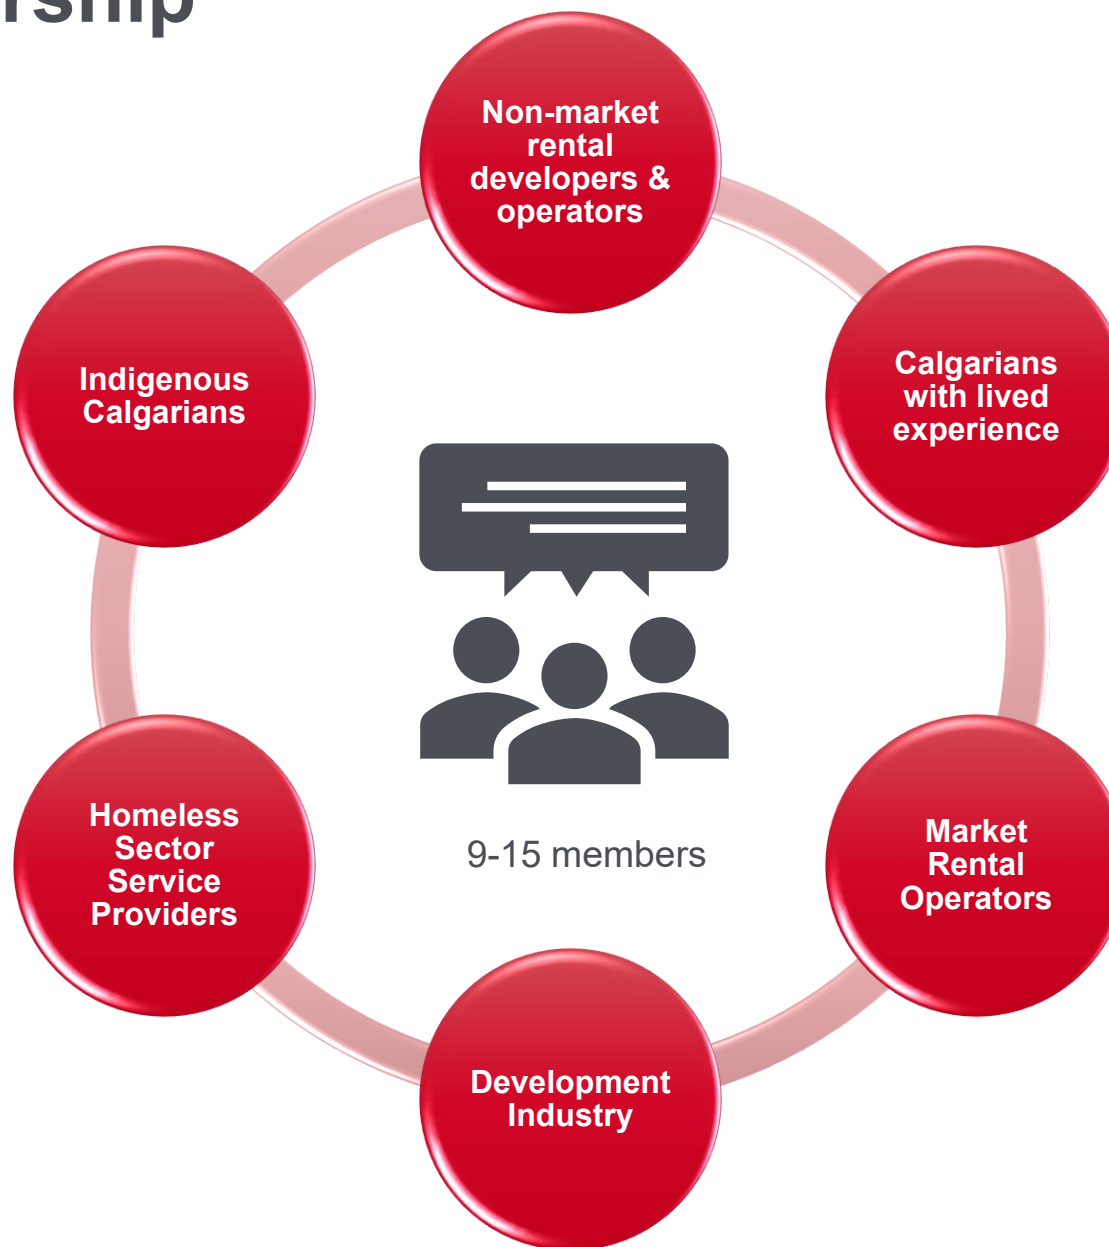 rship
Non-market
rental
developers &
operators
Calgarians
with lived
experience
Market
Rental
Operators
Development
Industry
Homeless
Sector
Service
Providers
Indigenous
Calgarians
9-15 members